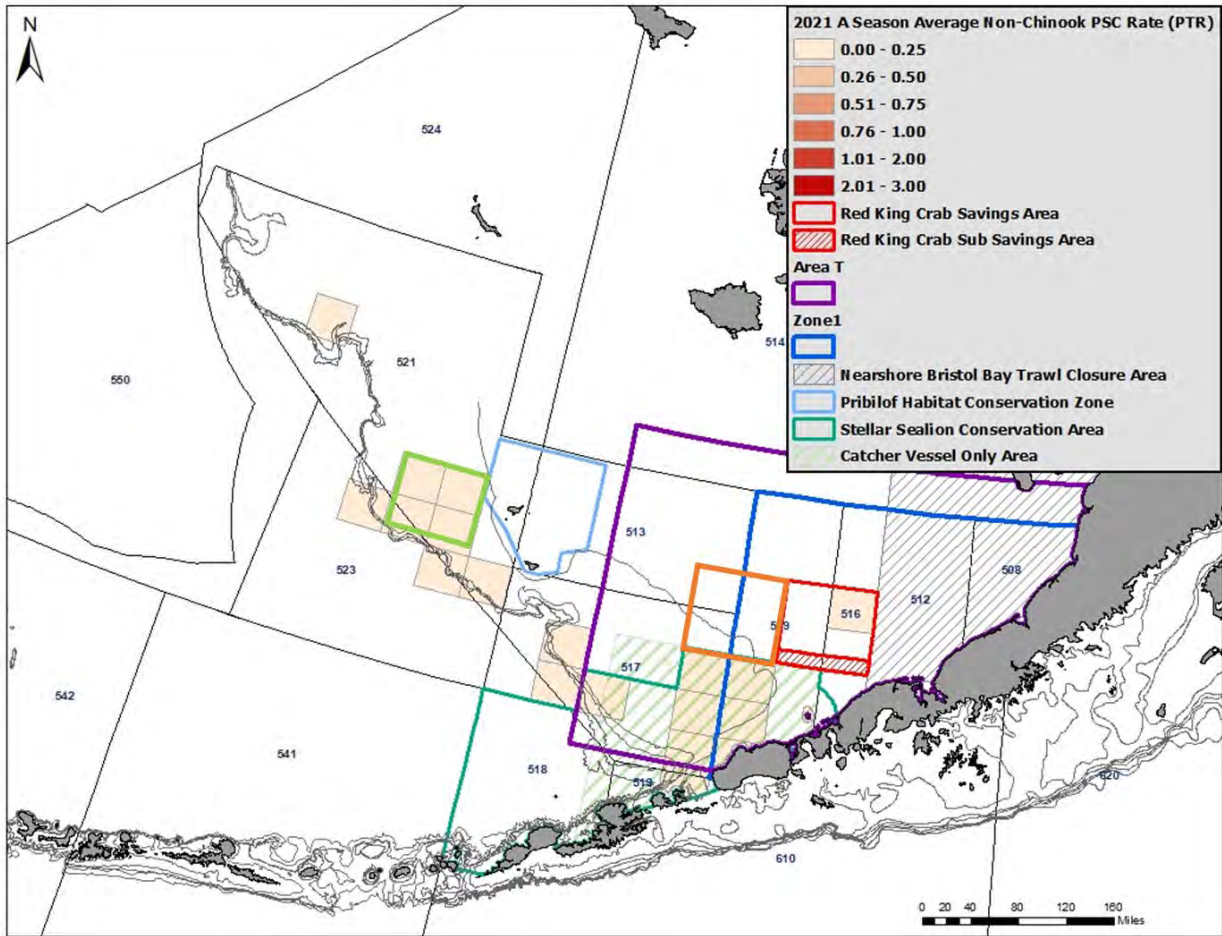 N
2021 A Season Average Non-Chinook PSC Rate (PTR)
0.00 - 0.25
0.26 - 0.50
0.51 - 0.75
0.76 - 1.00
1.01 - 2.00
2.01 - 3.00
Red King Crab Savings Area
Red King Crab Sub Savings Area
Area T
Zone1
Nearshore Bristol Bay Trawl Closure Area
Pribilof Habitat Conservation Zone
Stellar Sealion Conservation Area
Catcher Vessel Only Area
524
514
521
550
513
508
523
512
516
517
542
541
518
519
620
610
0 20 40 80 120 160
Miles